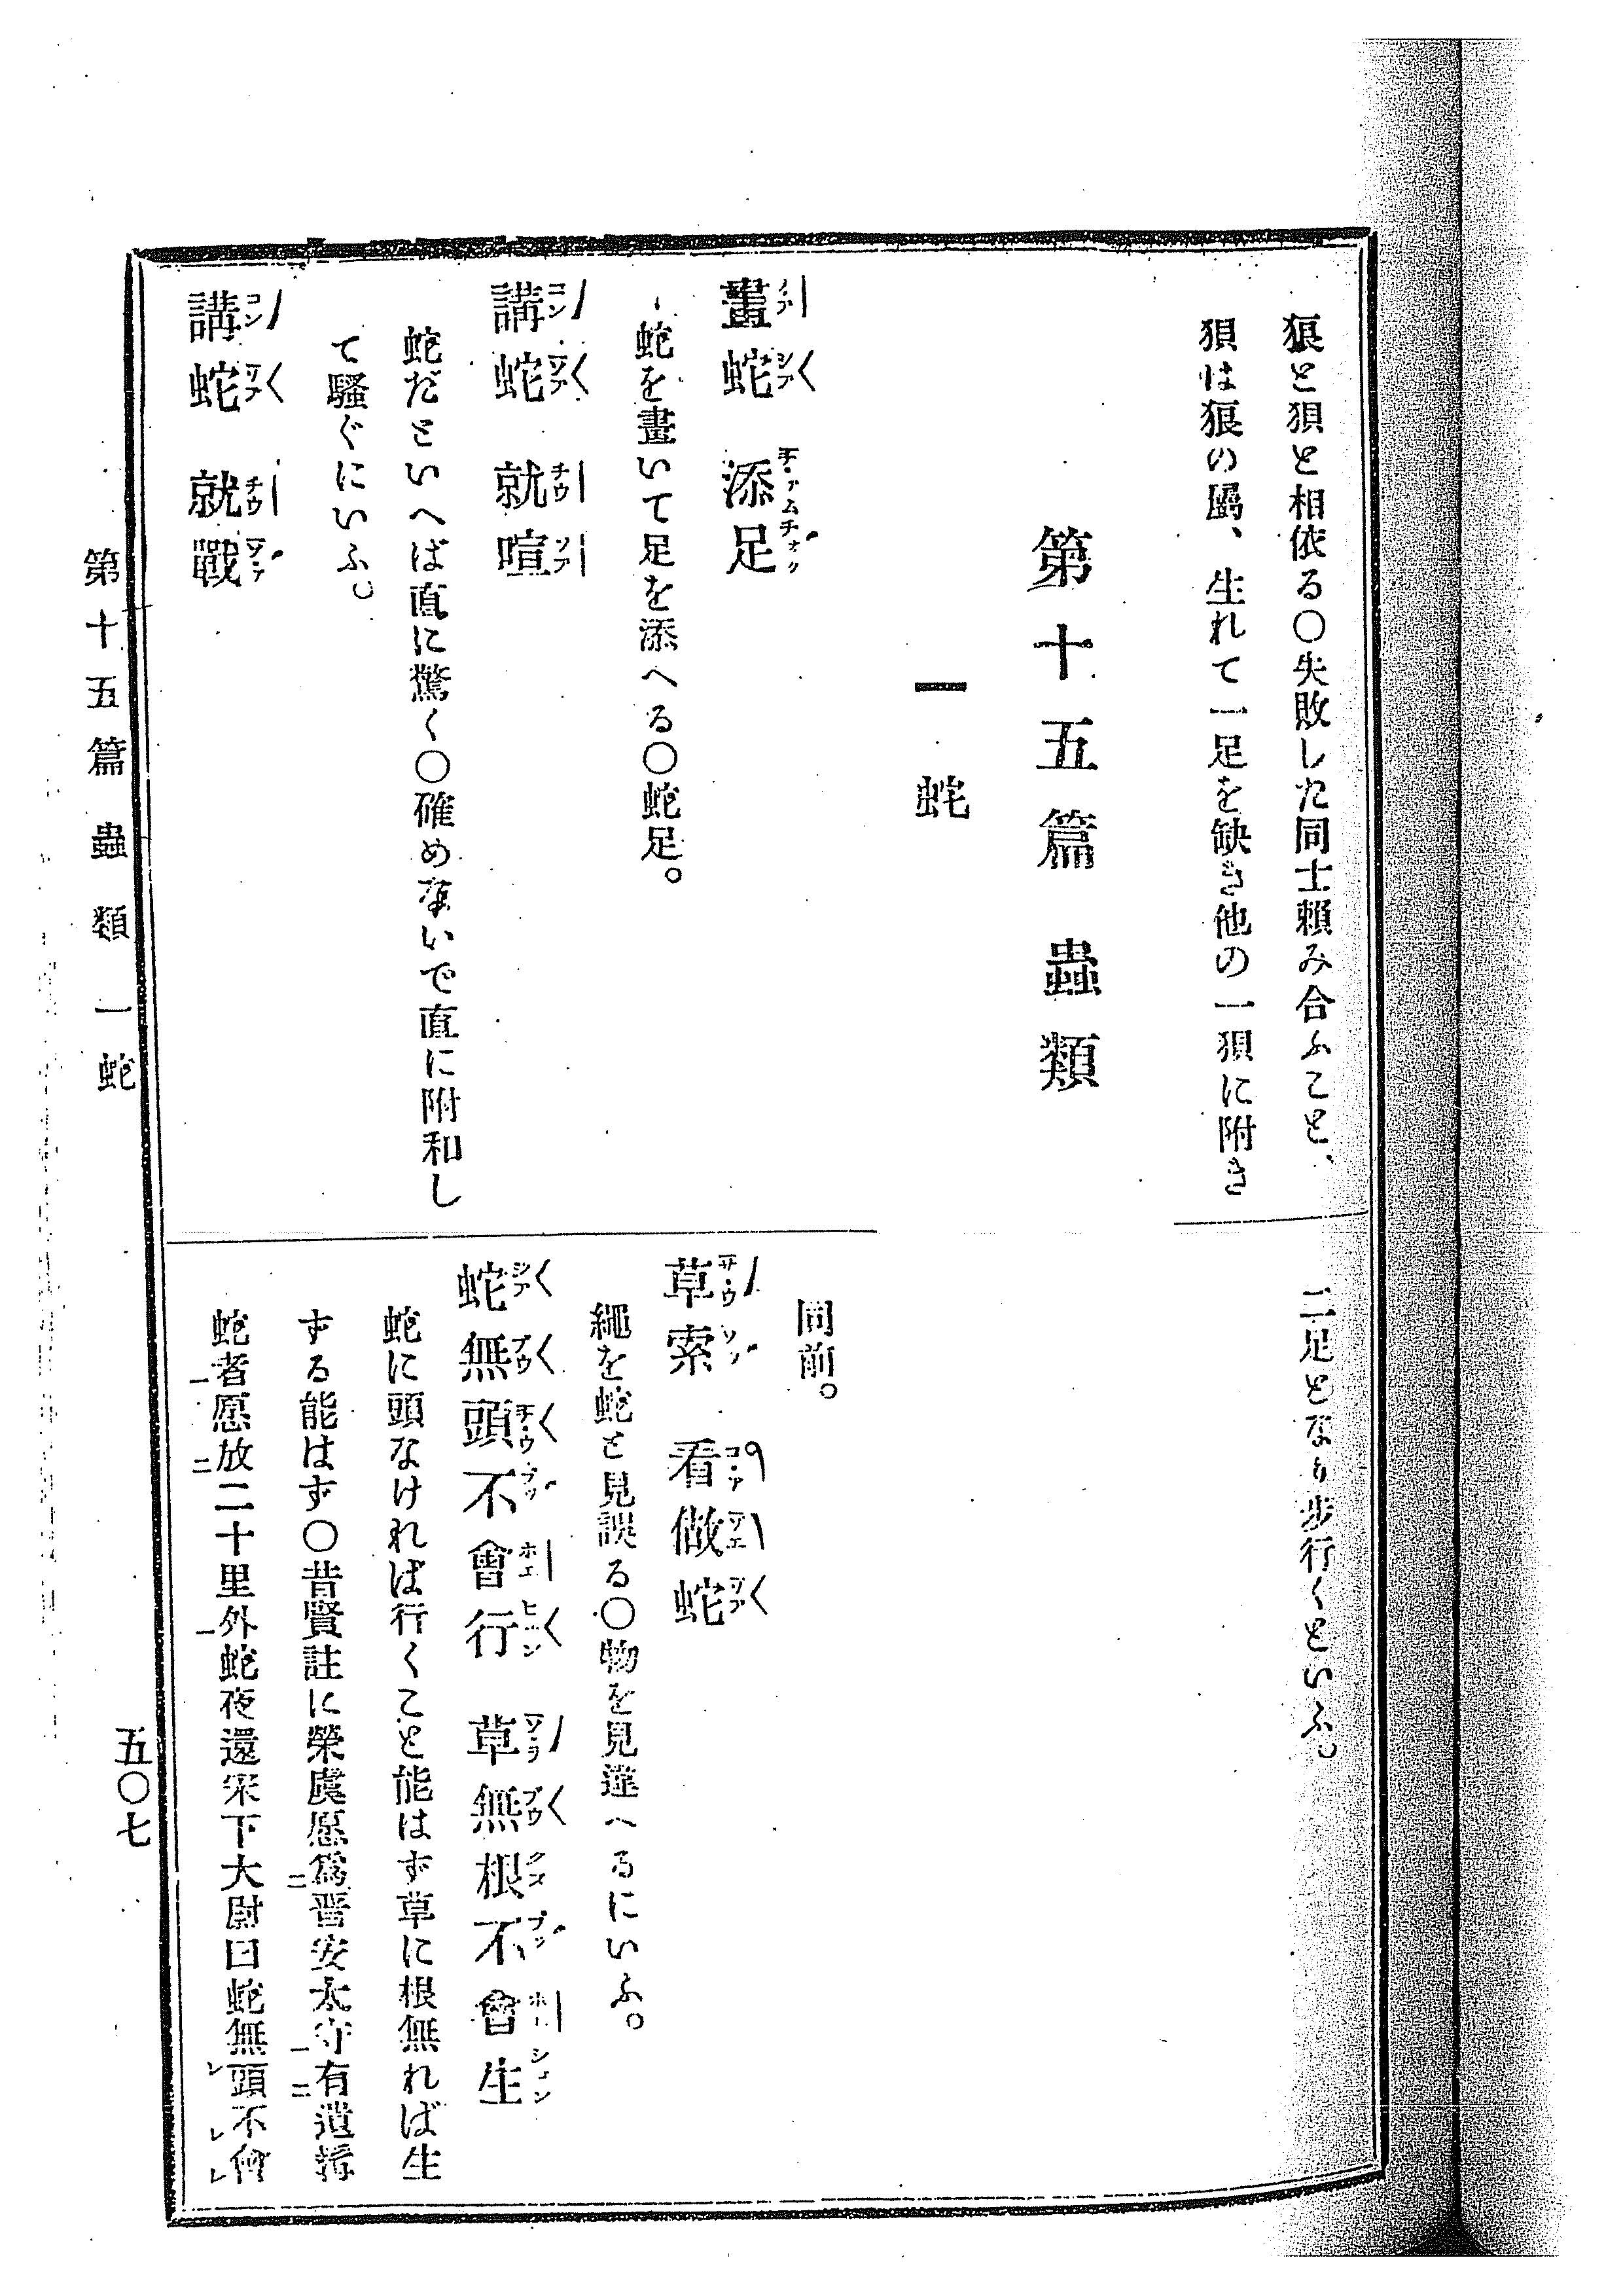 狼と狽と相依る〇失敗した同士賴み合ふこと、
狽は狼の屬、生れて一足を缺き他の一狽に附き
二足となり步行くといふ。
第十五篇 蟲類
一 蛇
畫蛇 添足
蛇を畫いて足を添へる〇蛇足。
講蛇 就喧
蛇だといへば直に驚く〇確めないで直に附和し
て騷ぐにいふ。
講蛇 就戰
同前。
草索 看做蛇
繩を蛇と見誤る〇物を見違へるにいふ。
蛇無頭不會行 草無根不會生
蛇に頭なければ行くこと能はず草に根無れば生
ずる能はず〇昔賢註に榮虞愿爲晋安太守有遺
蛇者愿放二十里外蛇夜還宋下大尉曰蛇無頭不
第十五篇 蟲類 一 蛇
五〇七